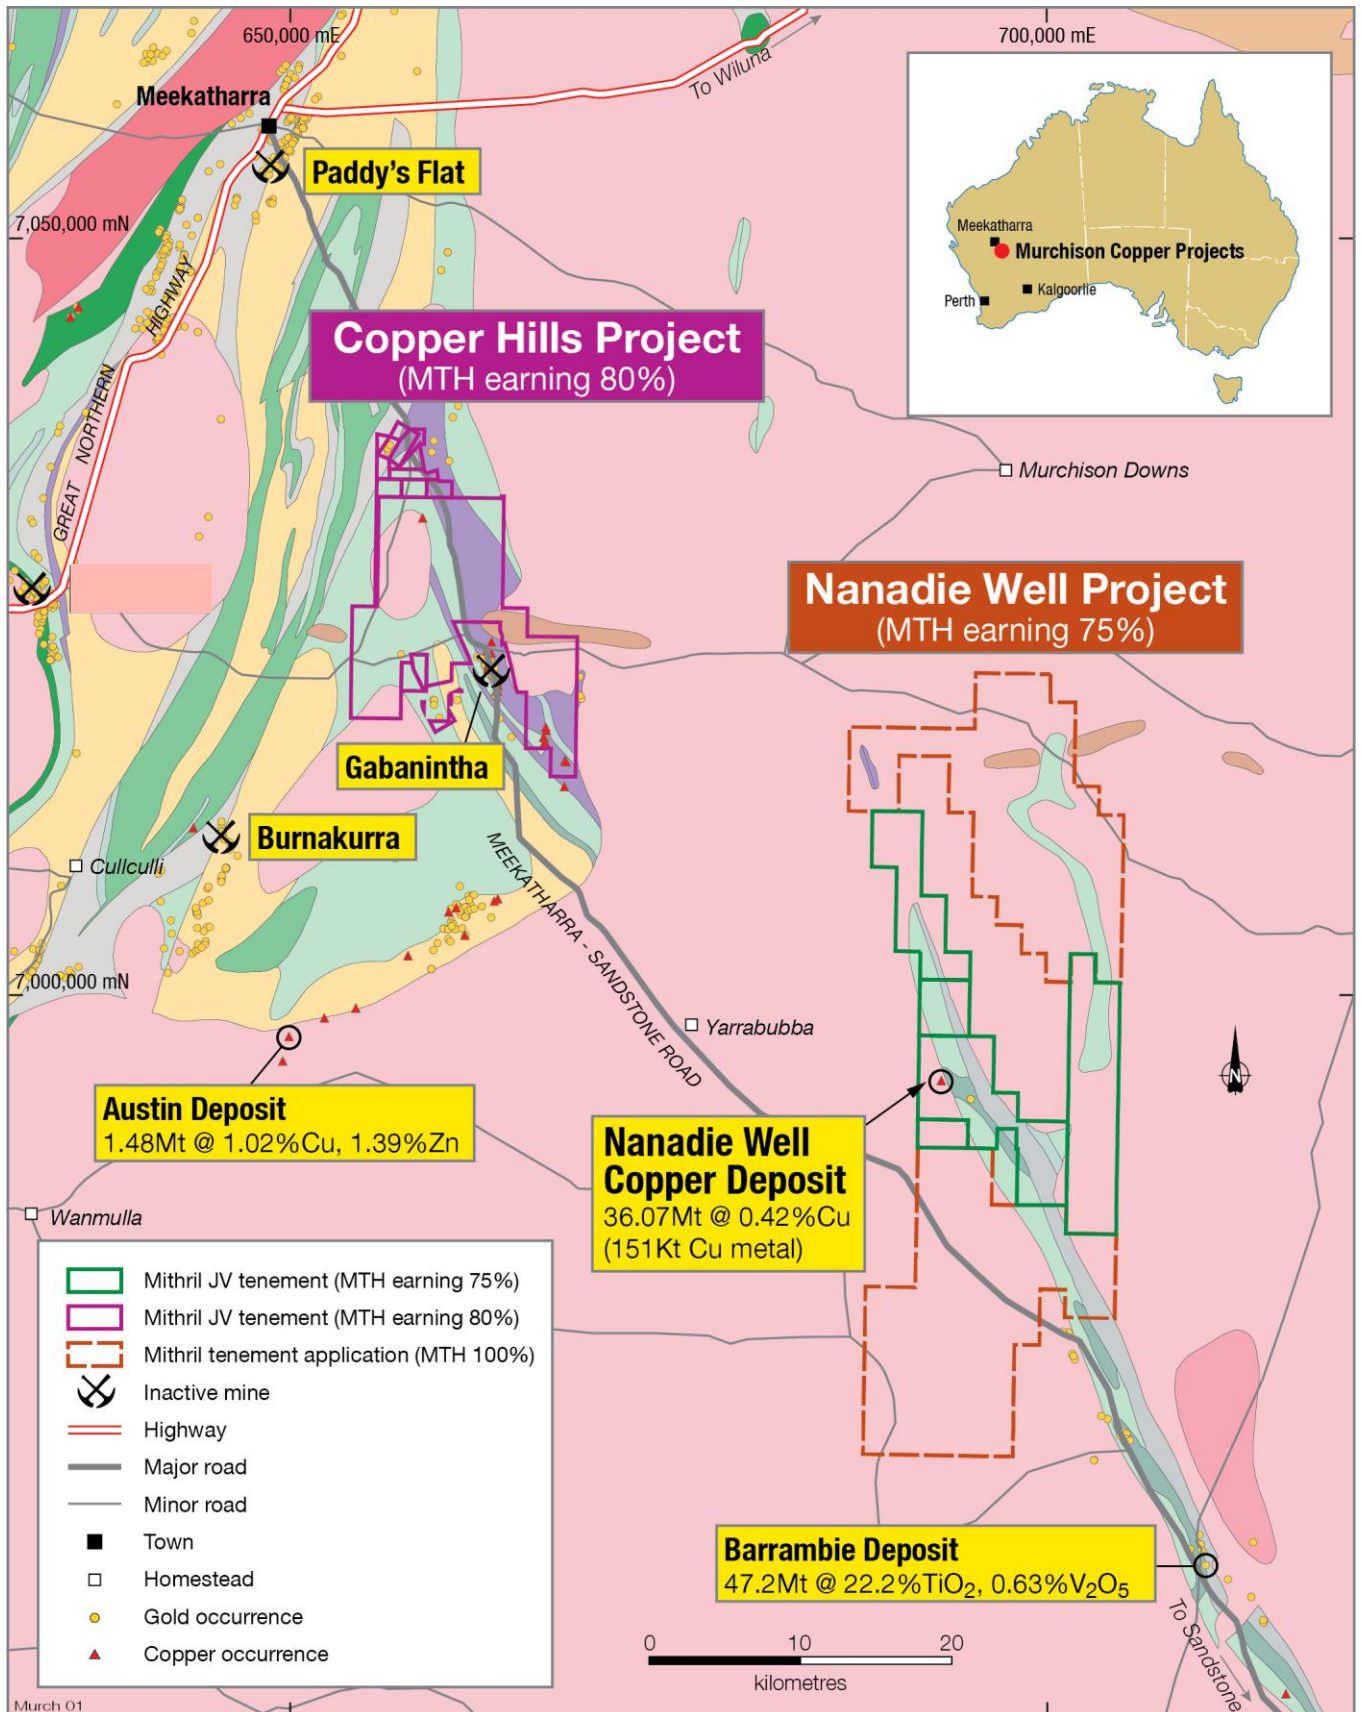 650,000 mE
700,000 mE
To Wiluna
Meekatharra
Paddy's Flat
7,050,000 mN
GREAT NORTHERN HIGHWAY
Meekatharra
Murchison Copper Projects
Perth
Kalgoorlie
Copper Hills Project
(MTH earning 80%)
Murchison Downs
Nanadie Well Project
(MTH earning 75%)
Gabanintha
Burnakurra
Cullculli
MEEKATHARRA - SANDSTONE ROAD
7,000,000 mN
Yarrabubba
N
Austin Deposit
1.48Mt @ 1.02%Cu, 1.39%Zn
Nanadie Well
Copper Deposit
36.07Mt @ 0.42%Cu
(151Kt Cu metal)
Wanmulla
Mithril JV tenement (MTH earning 75%)
Mithril JV tenement (MTH earning 80%)
Mithril tenement application (MTH 100%)
Inactive mine
Highway
Major road
Minor road
Town
Homestead
Gold occurrence
Copper occurrence
Barrambie Deposit
47.2Mt @ 22.2%TiO₂, 0.63%V₂O₅
To Sandstone
0 10 20
kilometres
Murch 01